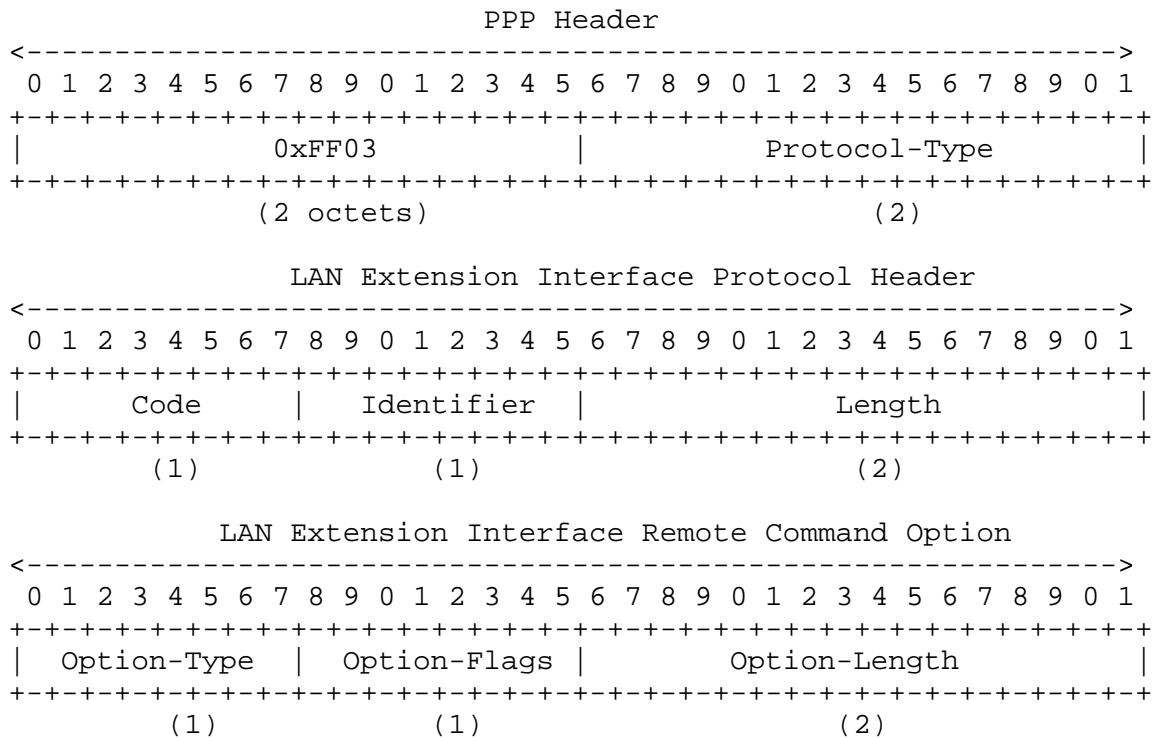 PPP Header
<--------------------------------------------------------------->
0 1 2 3 4 5 6 7 8 9 0 1 2 3 4 5 6 7 8 9 0 1 2 3 4 5 6 7 8 9 0 1
+-+-+-+-+-+-+-+-+-+-+-+-+-+-+-+-+-+-+-+-+-+-+-+-+-+-+-+-+-+-+-+-+
| 0xFF03 | Protocol-Type |
+-+-+-+-+-+-+-+-+-+-+-+-+-+-+-+-+-+-+-+-+-+-+-+-+-+-+-+-+-+-+-+-+
(2 octets) (2)
LAN Extension Interface Protocol Header
<--------------------------------------------------------------->
0 1 2 3 4 5 6 7 8 9 0 1 2 3 4 5 6 7 8 9 0 1 2 3 4 5 6 7 8 9 0 1
+-+-+-+-+-+-+-+-+-+-+-+-+-+-+-+-+-+-+-+-+-+-+-+-+-+-+-+-+-+-+-+-+
| Code | Identifier | Length |
+-+-+-+-+-+-+-+-+-+-+-+-+-+-+-+-+-+-+-+-+-+-+-+-+-+-+-+-+-+-+-+-+
(1) (1) (2)
LAN Extension Interface Remote Command Option
<--------------------------------------------------------------->
0 1 2 3 4 5 6 7 8 9 0 1 2 3 4 5 6 7 8 9 0 1 2 3 4 5 6 7 8 9 0 1
+-+-+-+-+-+-+-+-+-+-+-+-+-+-+-+-+-+-+-+-+-+-+-+-+-+-+-+-+-+-+-+-+
| Option-Type | Option-Flags | Option-Length |
+-+-+-+-+-+-+-+-+-+-+-+-+-+-+-+-+-+-+-+-+-+-+-+-+-+-+-+-+-+-+-+-+
(1) (1) (2)